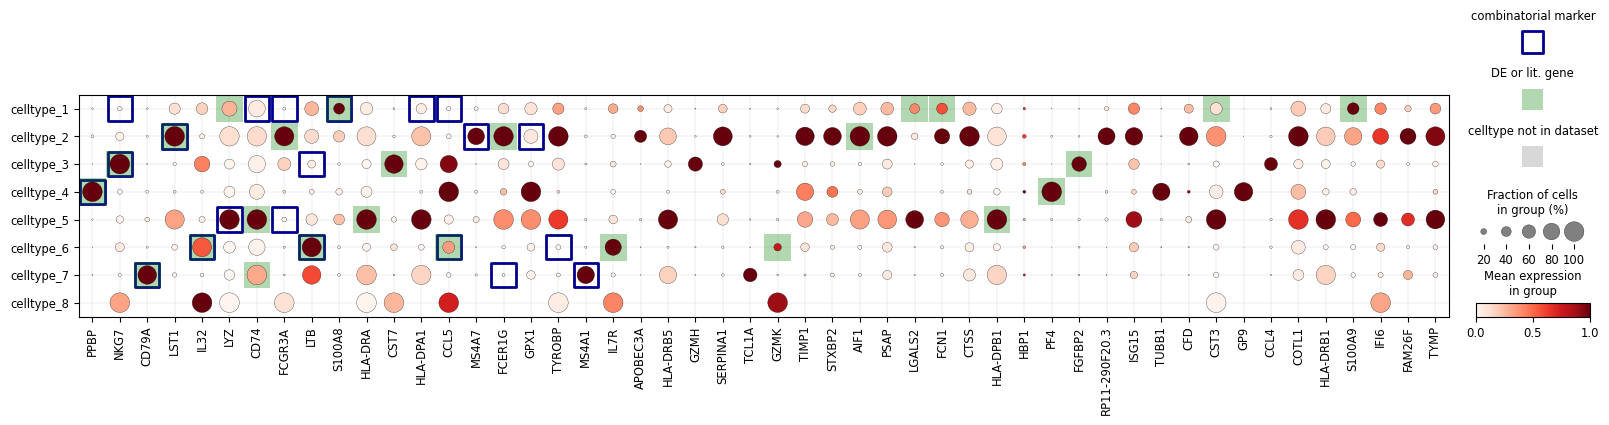 combinatorial marker
DE or lit. gene
celltype not in dataset
Fraction of cells
in group (%)
20 40 60 80 100
Mean expression
in group
0.0 0.5 1.0
celltype_1
celltype_2
celltype_3
celltype_4
celltype_5
celltype_6
celltype_7
celltype_8
PPBP
NKG7
CD79A
LST1
IL32
LYZ
CD74
FCGR3A
LTB
S100A8
HLA-DRA
CST7
HLA-DPA1
CCL5
MS4A7
FCER1G
GPX1
TYROBP
MS4A1
IL7R
APOBEC3A
HLA-DRB5
GZMH
SERPINA1
TCL1A
GZMK
TIMP1
STXBP2
AIF1
PSAP
LGALS2
FCN1
CTSS
HLA-DPB1
HBP1
PF4
FGFBP2
RP11-290F20.3
ISG15
TUBB1
CFD
CST3
GP9
CCL4
COTL1
HLA-DRB1
S100A9
IFI6
FAM26F
TYMP